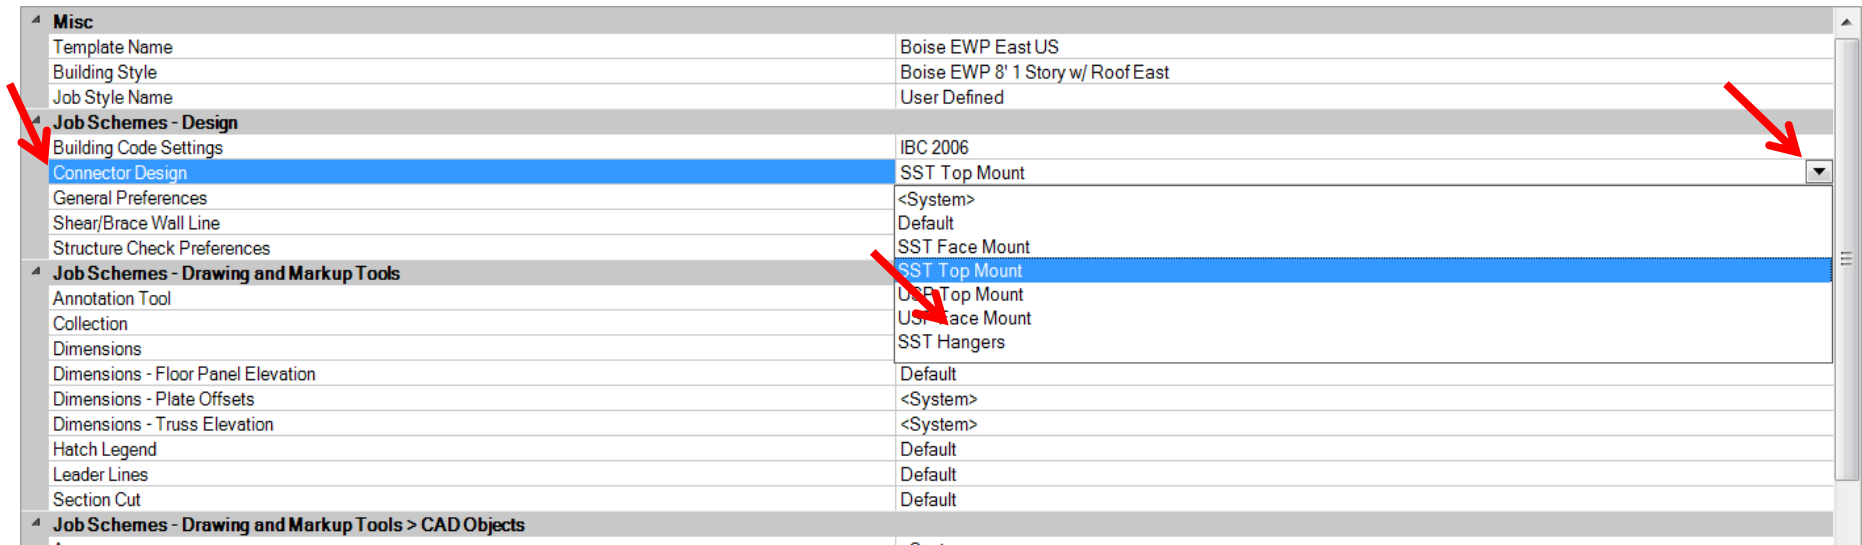 Misc
Template Name Boise EWP East US
Building Style Boise EWP 8' 1 Story w/ Roof East
Job Style Name User Defined
Job Schemes - Design
Building Code Settings IBC 2006
Connector Design SST Top Mount
General Preferences <System>
Shear/Brace Wall Line Default
Structure Check Preferences SST Face Mount
Job Schemes - Drawing and Markup Tools SST Top Mount
Annotation Tool USP Top Mount
Collection USP Face Mount
Dimensions SST Hangers
Dimensions - Floor Panel Elevation Default
Dimensions - Plate Offsets <System>
Dimensions - Truss Elevation <System>
Hatch Legend Default
Leader Lines Default
Section Cut Default
Job Schemes - Drawing and Markup Tools > CAD Objects